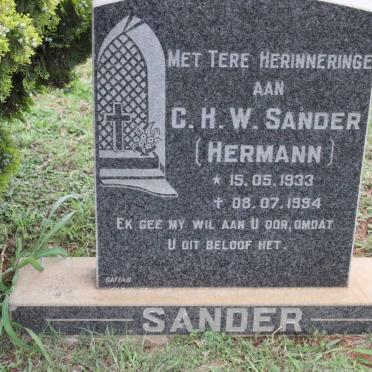 MET TERE HERINNERINGE
AAN
C. H. W. SANDER
(HERMANN)
* 15.05.1933
✝ 08.07.1994
EK GEE MY WIL AAN U OOR, OMDAT
U DIT BELOOF HET.
SAFFAS
SANDER